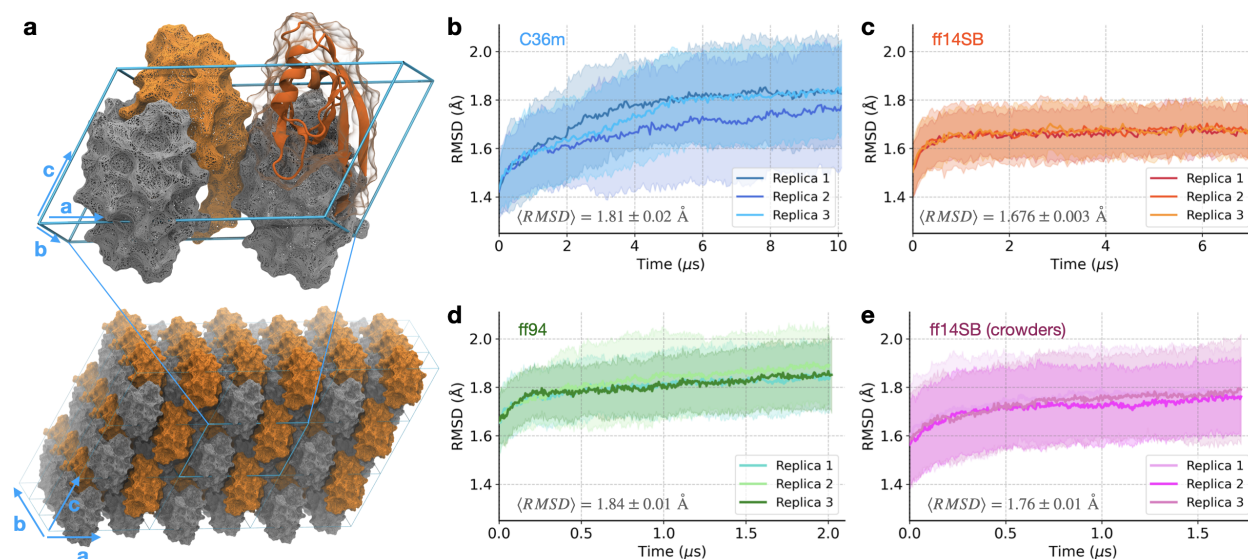 a
c
a
b
b
c
a
b
C36m
RMSD (Å)
2.0
1.8
1.6
1.4
Replica 1
Replica 2
Replica 3
⟨RMSD⟩ = 1.81 ± 0.02 Å
0 2 4 6 8 10
Time (μs)
c
ff14SB
RMSD (Å)
2.0
1.8
1.6
1.4
Replica 1
Replica 2
Replica 3
⟨RMSD⟩ = 1.676 ± 0.003 Å
0 2 4 6
Time (μs)
d
ff94
RMSD (Å)
2.0
1.8
1.6
1.4
Replica 1
Replica 2
Replica 3
⟨RMSD⟩ = 1.84 ± 0.01 Å
0.0 0.5 1.0 1.5 2.0
Time (μs)
e
ff14SB (crowders)
RMSD (Å)
2.0
1.8
1.6
1.4
Replica 1
Replica 2
Replica 3
⟨RMSD⟩ = 1.76 ± 0.01 Å
0.0 0.5 1.0 1.5
Time (μs)